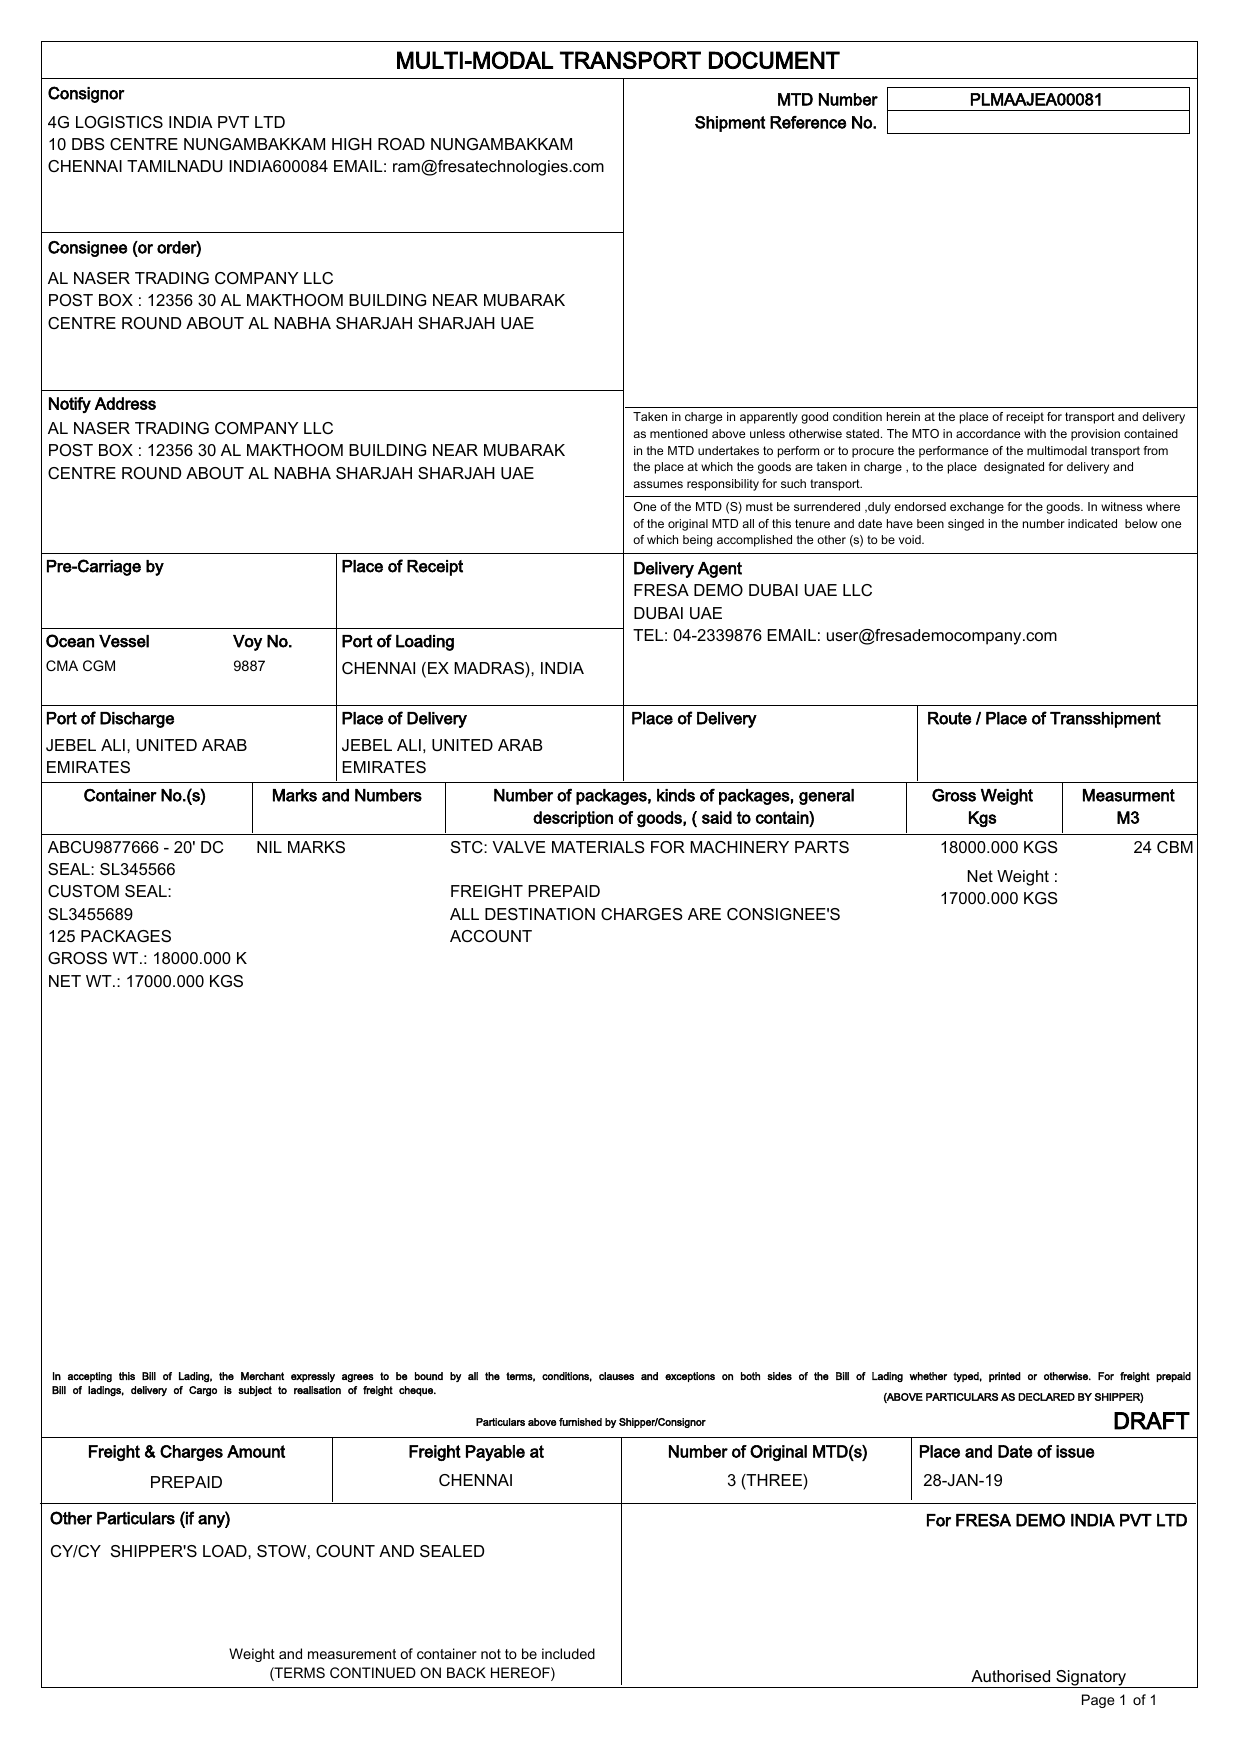 MULTI-MODAL TRANSPORT DOCUMENT
Consignor
4G LOGISTICS INDIA PVT LTD
10 DBS CENTRE NUNGAMBAKKAM HIGH ROAD NUNGAMBAKKAM
CHENNAI TAMILNADU INDIA600084 EMAIL: ram@fresatechnologies.com
MTD Number PLMAAJEA00081
Shipment Reference No.
Consignee (or order)
AL NASER TRADING COMPANY LLC
POST BOX : 12356 30 AL MAKTHOOM BUILDING NEAR MUBARAK
CENTRE ROUND ABOUT AL NABHA SHARJAH SHARJAH UAE
Notify Address
AL NASER TRADING COMPANY LLC
POST BOX : 12356 30 AL MAKTHOOM BUILDING NEAR MUBARAK
CENTRE ROUND ABOUT AL NABHA SHARJAH SHARJAH UAE
Taken in charge in apparently good condition herein at the place of receipt for transport and delivery
as mentioned above unless otherwise stated. The MTO in accordance with the provision contained
in the MTD undertakes to perform or to procure the performance of the multimodal transport from
the place at which the goods are taken in charge , to the place designated for delivery and
assumes responsibility for such transport.
One of the MTD (S) must be surrendered ,duly endorsed exchange for the goods. In witness where
of the original MTD all of this tenure and date have been singed in the number indicated below one
of which being accomplished the other (s) to be void.
Pre-Carriage by
Place of Receipt
Delivery Agent
FRESA DEMO DUBAI UAE LLC
DUBAI UAE
TEL: 04-2339876 EMAIL: user@fresademocompany.com
Ocean Vessel Voy No.
CMA CGM 9887
Port of Loading
CHENNAI (EX MADRAS), INDIA
Port of Discharge
JEBEL ALI, UNITED ARAB
EMIRATES
Place of Delivery
JEBEL ALI, UNITED ARAB
EMIRATES
Place of Delivery
Route / Place of Transshipment
Container No.(s)
Marks and Numbers
Number of packages, kinds of packages, general
description of goods, ( said to contain)
Gross Weight
Kgs
Measurment
M3
ABCU9877666 - 20' DC
SEAL: SL345566
CUSTOM SEAL:
SL3455689
125 PACKAGES
GROSS WT.: 18000.000 K
NET WT.: 17000.000 KGS
NIL MARKS
STC: VALVE MATERIALS FOR MACHINERY PARTS
FREIGHT PREPAID
ALL DESTINATION CHARGES ARE CONSIGNEE'S
ACCOUNT
18000.000 KGS
Net Weight :
17000.000 KGS
24 CBM
In accepting this Bill of Lading, the Merchant expressly agrees to be bound by all the terms, conditions, clauses and exceptions on both sides of the Bill of Lading whether typed, printed or otherwise. For freight prepaid
Bill of ladings, delivery of Cargo is subject to realisation of freight cheque.
(ABOVE PARTICULARS AS DECLARED BY SHIPPER)
Particulars above furnished by Shipper/Consignor
DRAFT
Freight & Charges Amount
PREPAID
Freight Payable at
CHENNAI
Number of Original MTD(s)
3 (THREE)
Place and Date of issue
28-JAN-19
Other Particulars (if any)
CY/CY SHIPPER'S LOAD, STOW, COUNT AND SEALED
For FRESA DEMO INDIA PVT LTD
Weight and measurement of container not to be included
(TERMS CONTINUED ON BACK HEREOF)
Authorised Signatory
Page 1 of 1